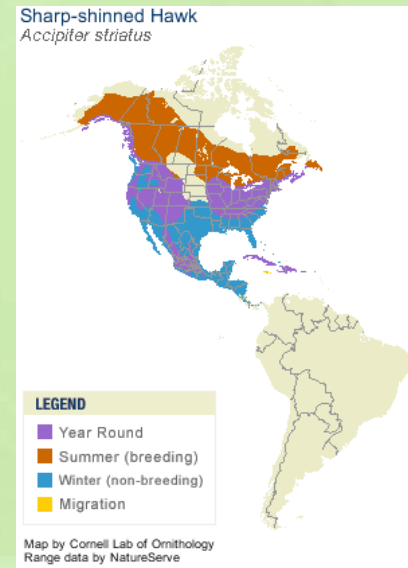 Sharp-shinned Hawk
Accipiter striatus
LEGEND
Year Round
Summer (breeding)
Winter (non-breeding)
Migration
Map by Cornell Lab of Ornithology
Range data by NatureServe